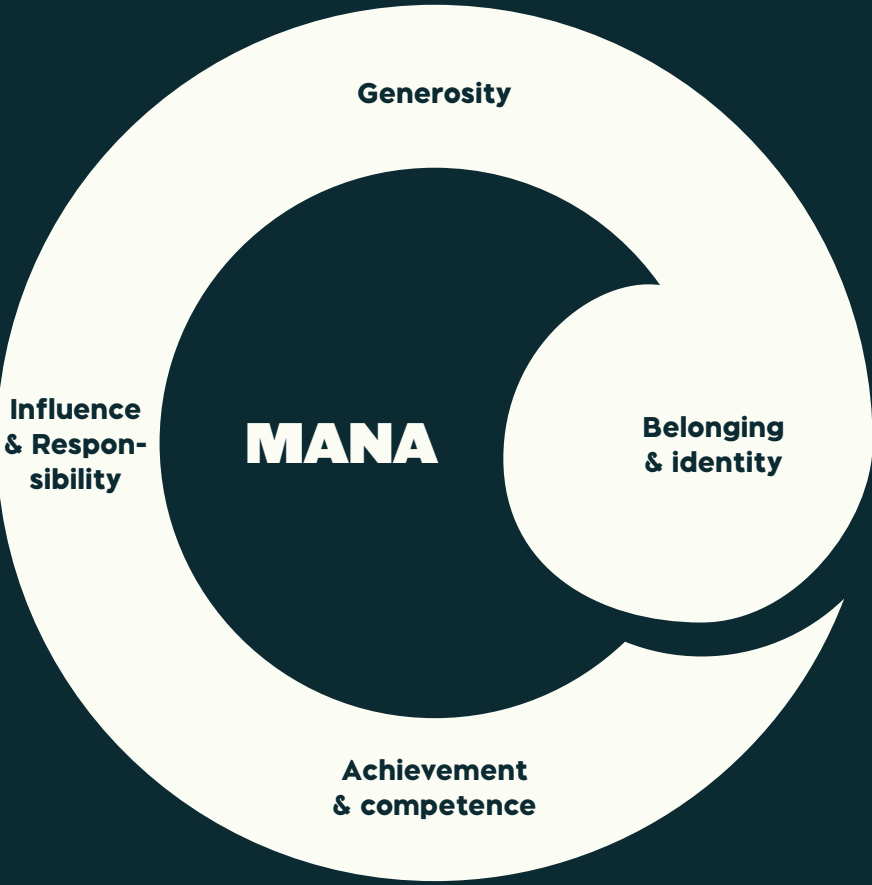 Generosity
Influence
& Respon-
sibility
MANA
Belonging
& identity
Achievement
& competence